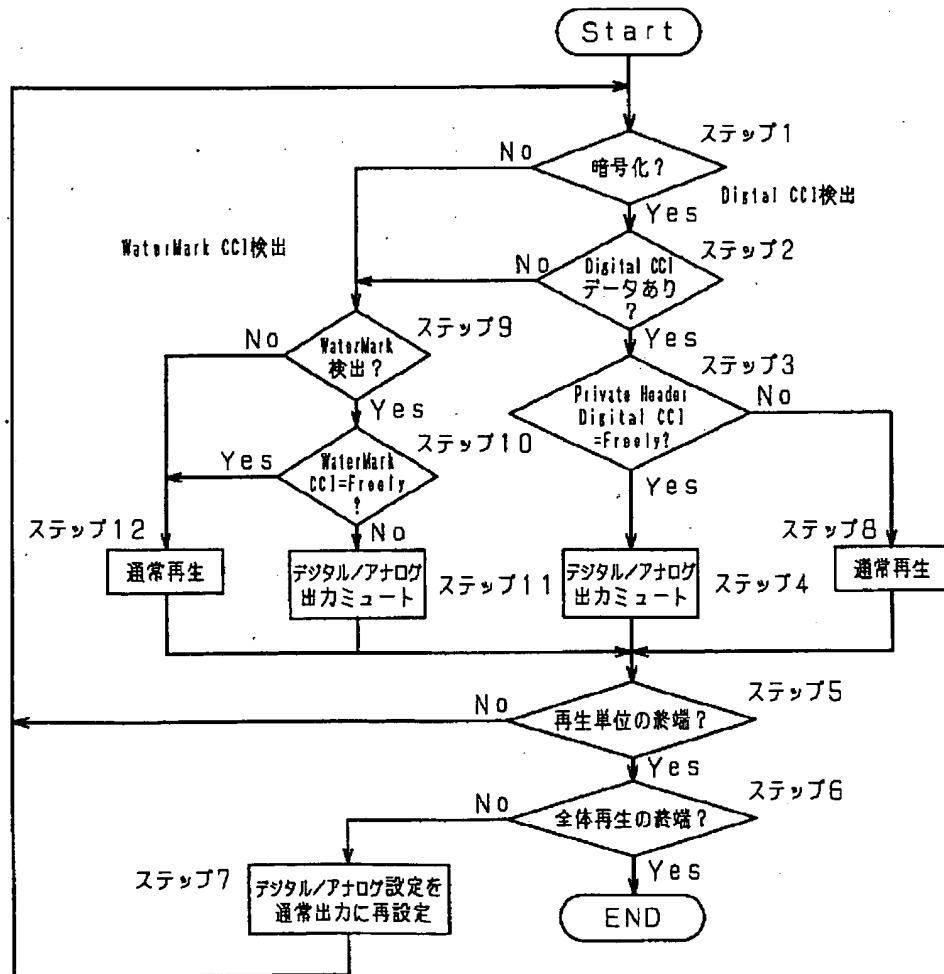 Start
ステップ1
No
暗号化?
Yes
Digtal CCI検出
WaterMark CCI検出
ステップ2
No
Digital CCI
データあり
?
Yes
ステップ9
No
WaterMark
検出?
Yes
ステップ3
Private Header
Digital CCI
=Freely?
No
Yes
ステップ10
Yes
WaterMark
CCI=Freely
?
No
ステップ12
通常再生
デジタル/アナログ
出力ミュート
ステップ11
デジタル/アナログ
出力ミュート
ステップ4
ステップ8
通常再生
ステップ5
No
再生単位の終端?
Yes
ステップ6
No
全体再生の終端?
Yes
ステップ7
デジタル/アナログ設定を
通常出力に再設定
END